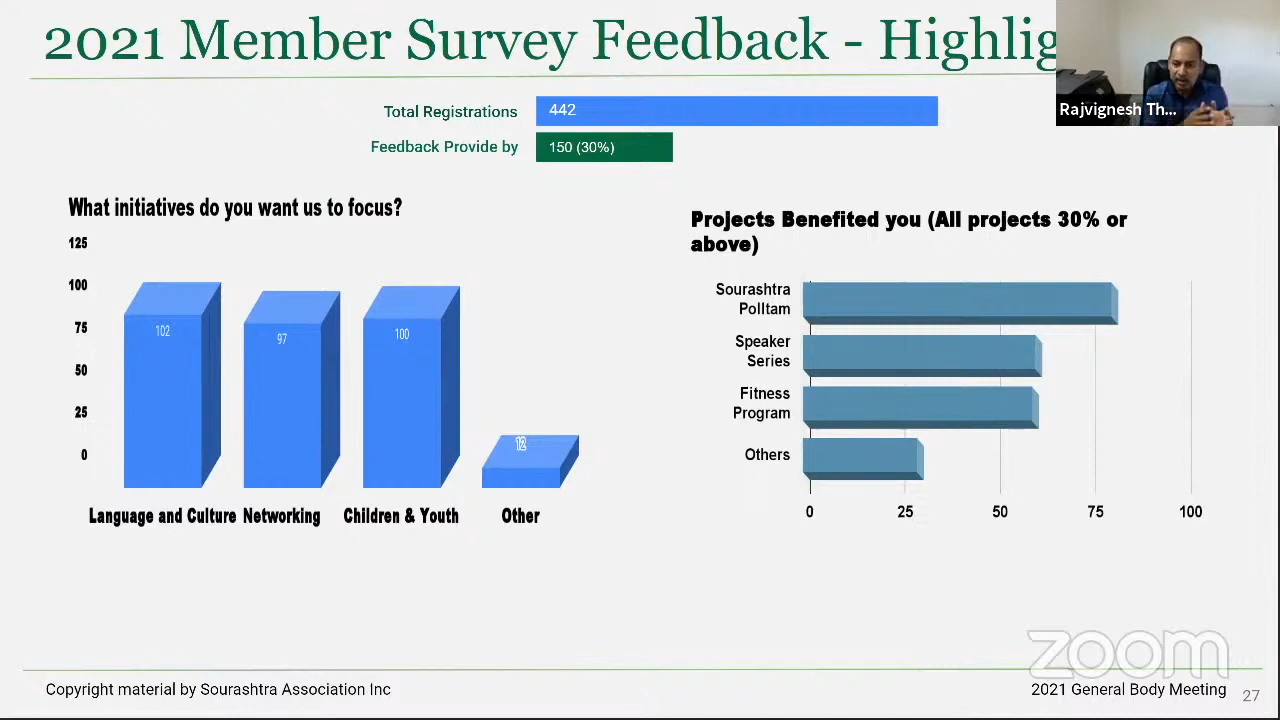 2021 Member Survey Feedback - Highlig
Rajvignesh Th...
Total Registrations 442
Feedback Provide by 150 (30%)
What initiatives do you want us to focus?
125
100
75
50
25
0
102
97
100
12
Language and Culture Networking Children & Youth Other
Projects Benefited you (All projects 30% or
above)
Sourashtra
Polltam
Speaker
Series
Fitness
Program
Others
0 25 50 75 100
zoom
Copyright material by Sourashtra Association Inc
2021 General Body Meeting 27